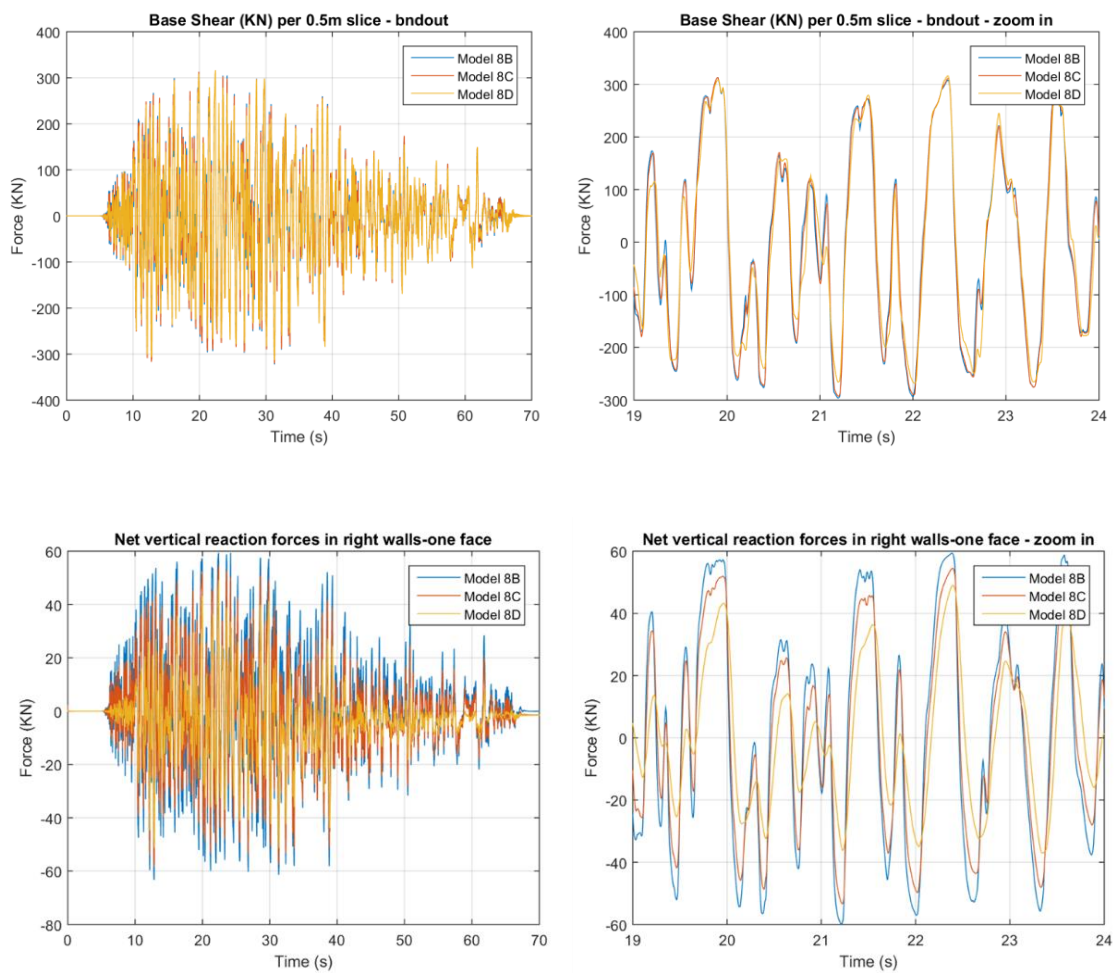 Base Shear (KN) per 0.5m slice - bndout
400
300
200
100
0
-100
-200
-300
-400
Force (KN)
Model 8B
Model 8C
Model 8D
0 10 20 30 40 50 60 70
Time (s)
Base Shear (KN) per 0.5m slice - bndout - zoom in
400
300
200
100
0
-100
-200
-300
Force (KN)
Model 8B
Model 8C
Model 8D
19 20 21 22 23 24
Time (s)
Net vertical reaction forces in right walls-one face
60
40
20
0
-20
-40
-60
-80
Force (KN)
Model 8B
Model 8C
Model 8D
0 10 20 30 40 50 60 70
Time (s)
Net vertical reaction forces in right walls-one face - zoom in
60
40
20
0
-20
-40
-60
Force (KN)
Model 8B
Model 8C
Model 8D
19 20 21 22 23 24
Time (s)